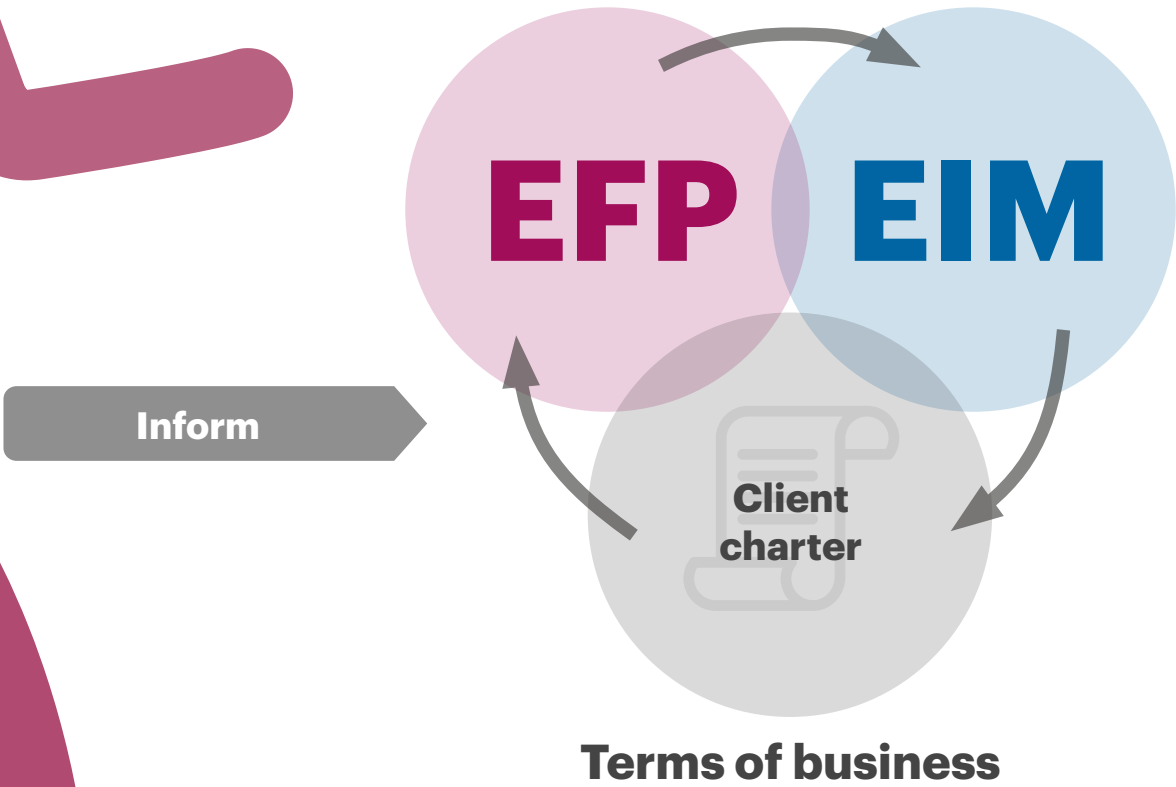 EFP
EIM
Inform
Client
charter
Terms of business